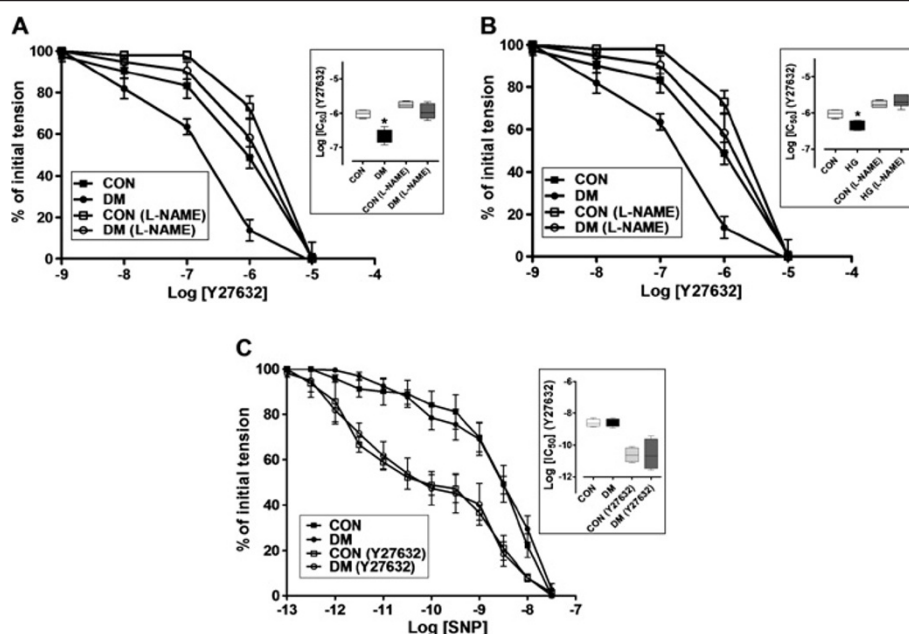 A
% of initial tension
100
80
60
40
20
0
-9
-8
-7
-6
-5
-4
Log [Y27632]
CON
DM
CON (L-NAME)
DM (L-NAME)
Log [IC50] (Y27632)
-5
-6
-7
*
CON
DM
CON (L-NAME)
DM (L-NAME)
B
% of initial tension
100
80
60
40
20
0
-9
-8
-7
-6
-5
-4
Log [Y27632]
CON
DM
CON (L-NAME)
DM (L-NAME)
Log [IC50] (Y27632)
-5
-6
-7
*
CON
HG
CON (L-NAME)
HG (L-NAME)
C
% of initial tension
100
80
60
40
20
0
-13
-12
-11
-10
-9
-8
-7
Log [SNP]
CON
DM
CON (Y27632)
DM (Y27632)
Log [IC50] (Y27632)
-6
-8
-10
-12
CON
DM
CON (Y27632)
DM (Y27632)